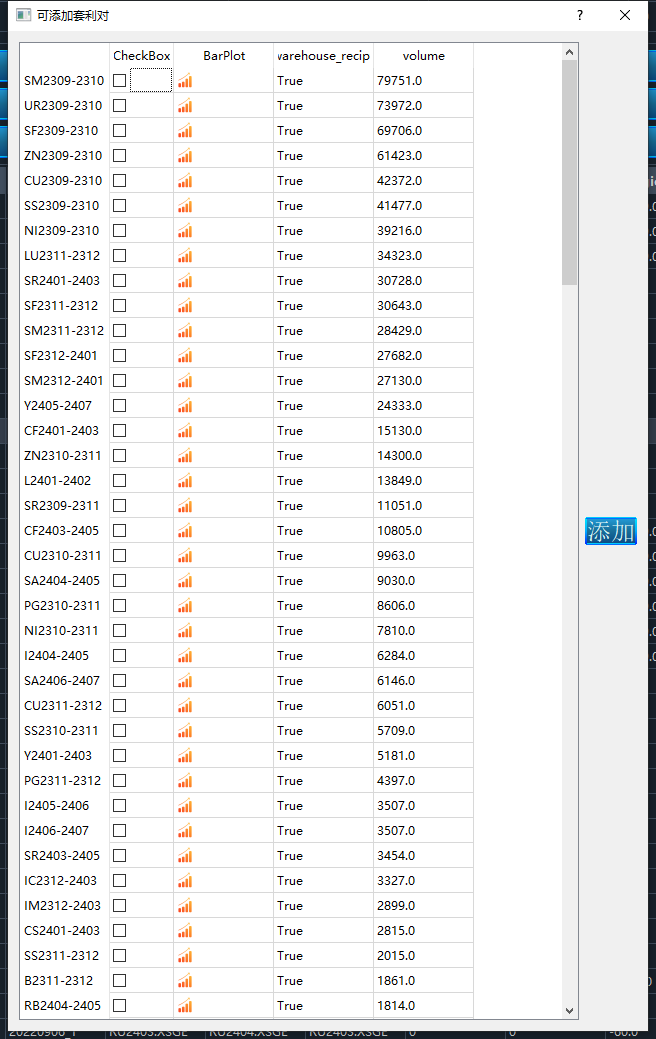 可添加套利对
? 
CheckBox BarPlot warehouse_recip volume
SM2309-2310 True 79751.0
UR2309-2310 True 73972.0
SF2309-2310 True 69706.0
ZN2309-2310 True 61423.0
CU2309-2310 True 42372.0
SS2309-2310 True 41477.0
NI2309-2310 True 39216.0
LU2311-2312 True 34323.0
SR2401-2403 True 30728.0
SF2311-2312 True 30643.0
SM2311-2312 True 28429.0
SF2312-2401 True 27682.0
SM2312-2401 True 27130.0
Y2405-2407 True 24333.0
CF2401-2403 True 15130.0
ZN2310-2311 True 14300.0
L2401-2402 True 13849.0
SR2309-2311 True 11051.0
CF2403-2405 True 10805.0
添加
CU2310-2311 True 9963.0
SA2404-2405 True 9030.0
PG2310-2311 True 8606.0
NI2310-2311 True 7810.0
I2404-2405 True 6284.0
SA2406-2407 True 6146.0
CU2311-2312 True 6051.0
SS2310-2311 True 5709.0
Y2401-2403 True 5181.0
PG2311-2312 True 4397.0
I2405-2406 True 3507.0
I2406-2407 True 3507.0
SR2403-2405 True 3454.0
IC2312-2403 True 3327.0
IM2312-2403 True 2899.0
CS2401-2403 True 2815.0
SS2311-2312 True 2015.0
B2311-2312 True 1861.0
RB2404-2405 True 1814.0